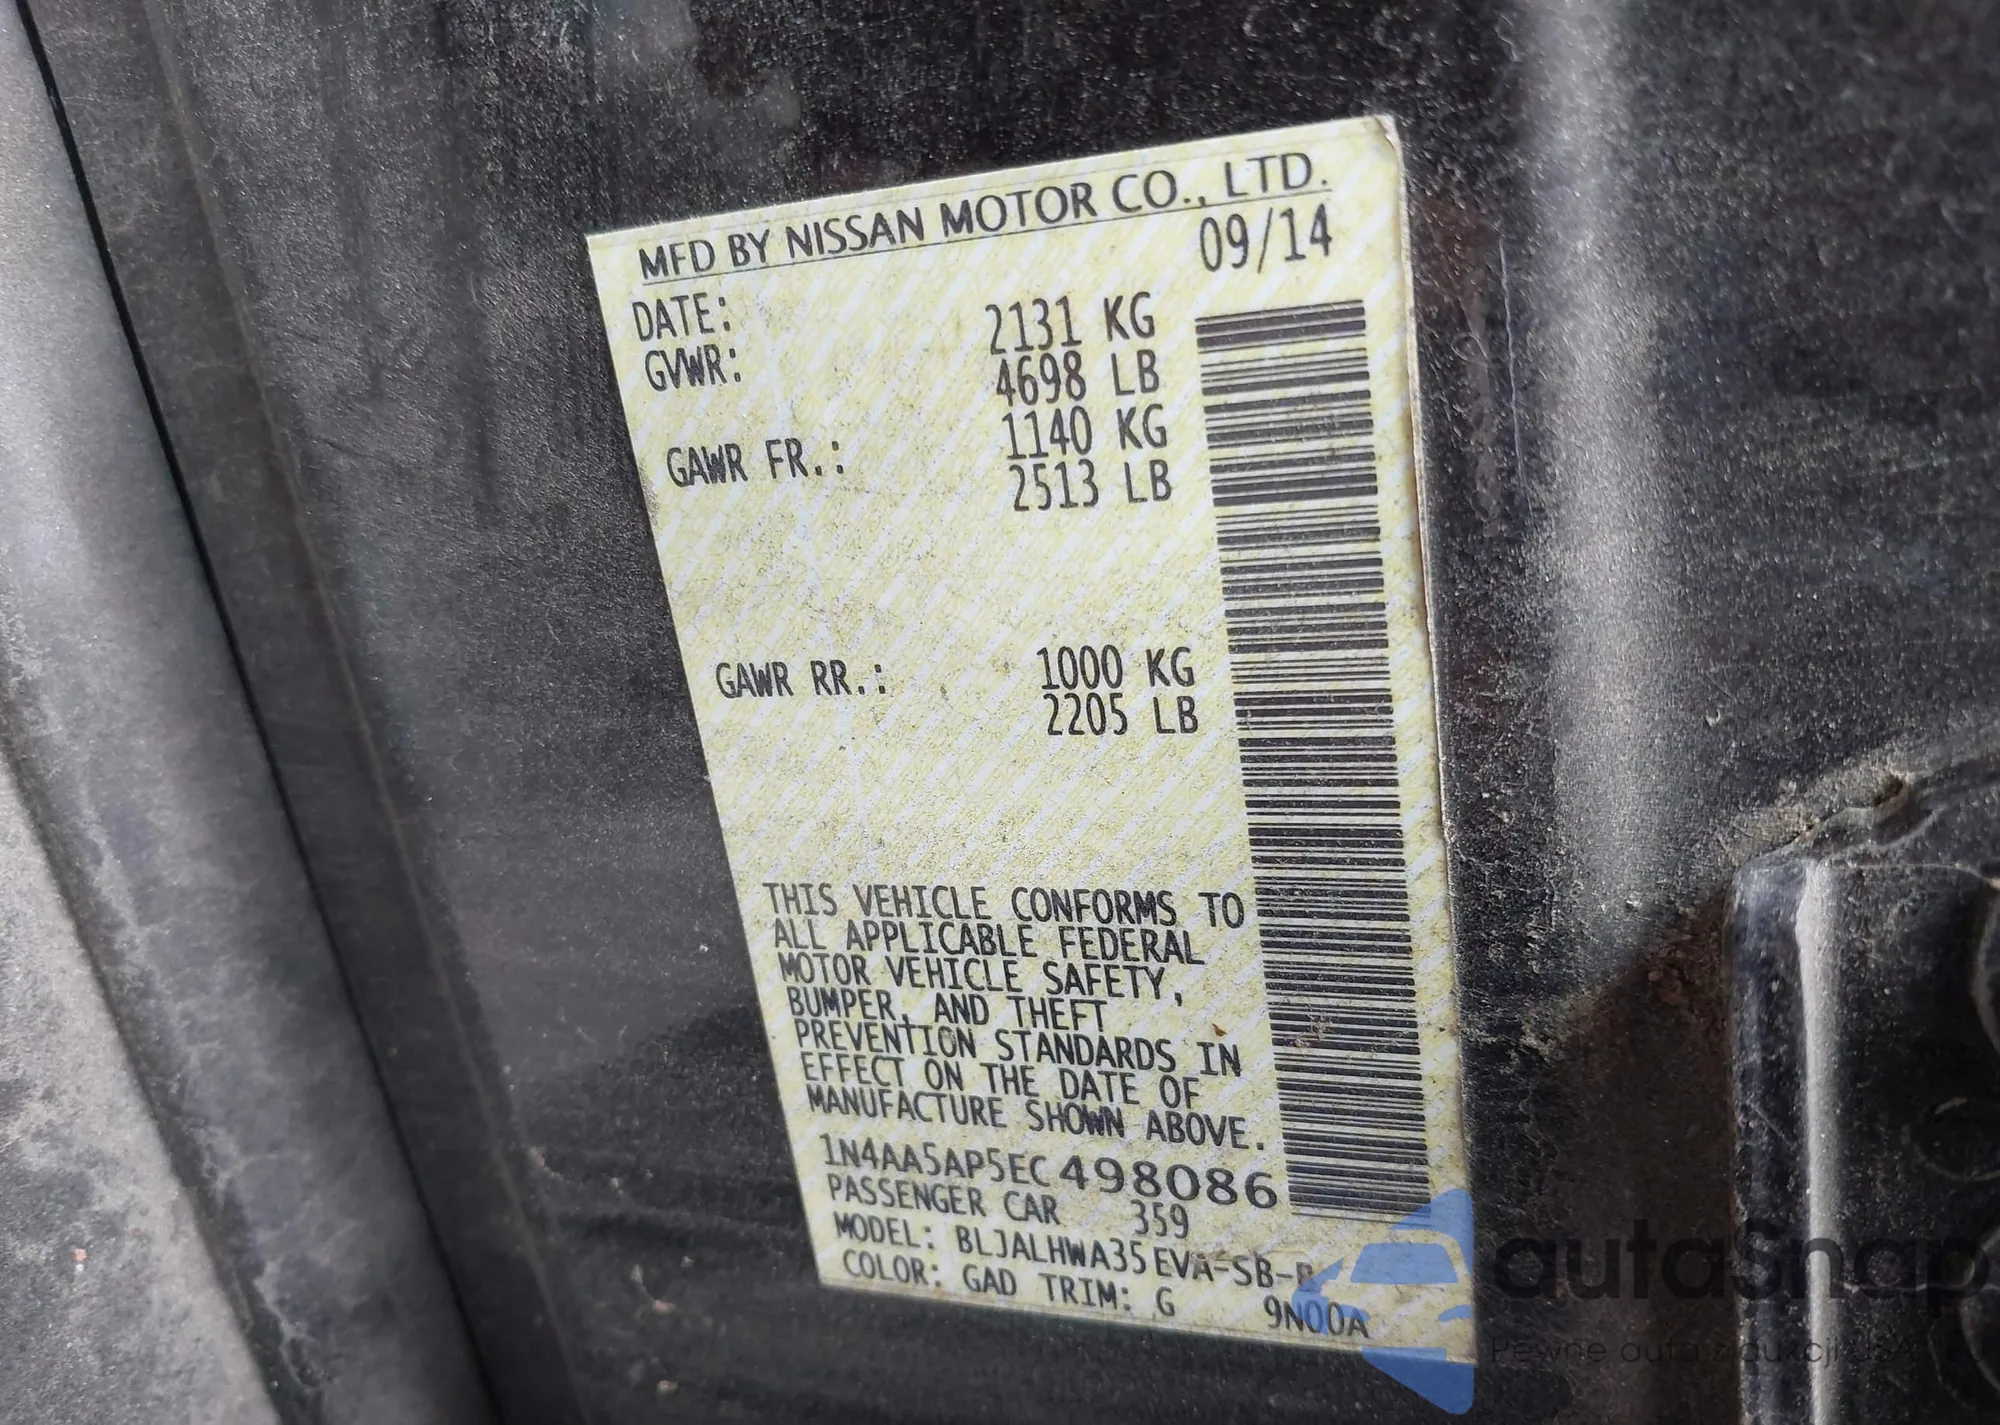 MFD BY NISSAN MOTOR CO., LTD.
DATE: 09/14
GVWR: 2131 KG
4698 LB
GAWR FR.: 1140 KG
2513 LB
GAWR RR.: 1000 KG
2205 LB
THIS VEHICLE CONFORMS TO
ALL APPLICABLE FEDERAL
MOTOR VEHICLE SAFETY,
BUMPER, AND THEFT
PREVENTION STANDARDS IN
EFFECT ON THE DATE OF
MANUFACTURE SHOWN ABOVE.
1N4AA5AP5EC498086
PASSENGER CAR 359
MODEL: BLJALHWA35EVA-SB-
COLOR: GAD TRIM: G 9N00A
autasnap
Pewne auta z aukcji